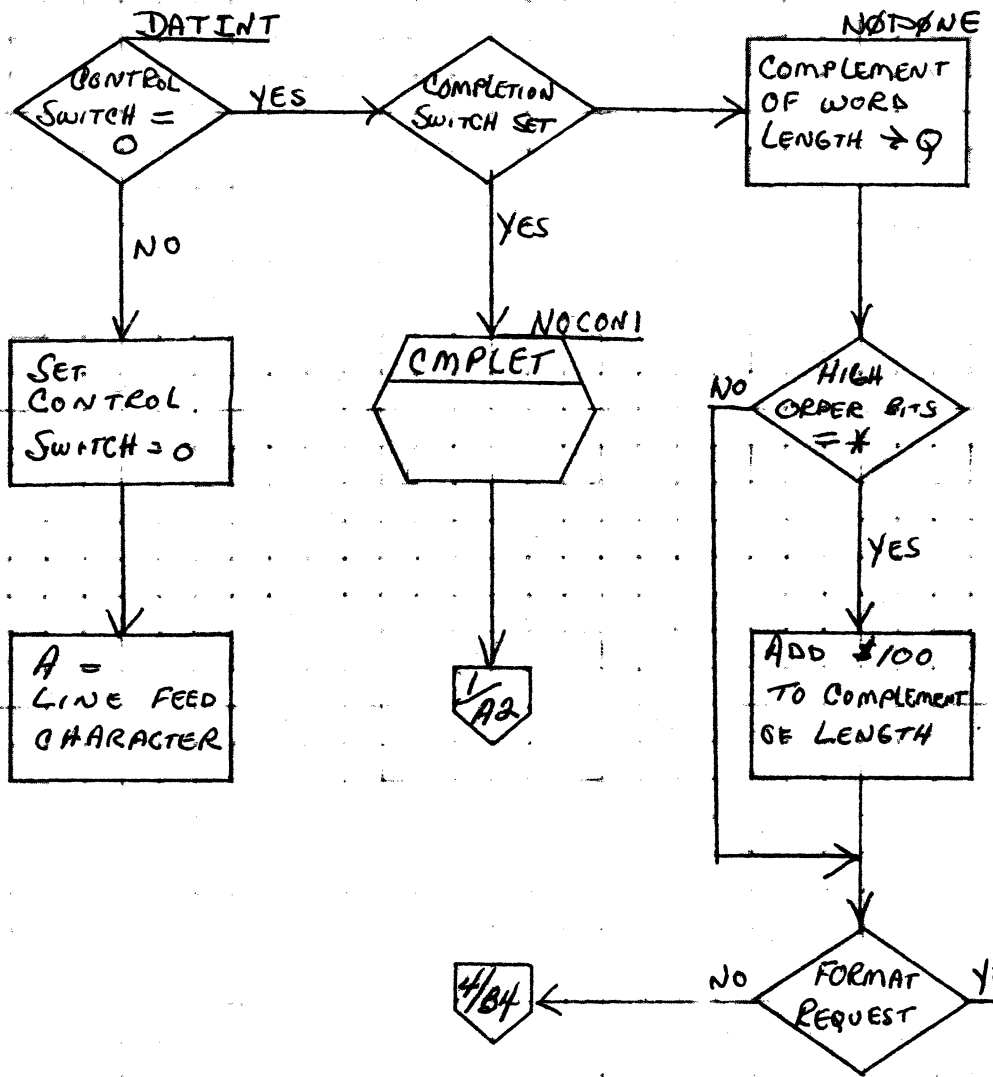 DATINT
CONTROL
SWITCH =
0
YES
NO
SET
CONTROL
SWITCH = 0
A =
LINE FEED
CHARACTER
COMPLETION
SWITCH SET
YES
NOCON1
CMPLET
1/A2
NØDØNE
COMPLEMENT
OF WORD
LENGTH → Q
HIGH
ORDER BITS
= *
NO
YES
ADD $100
TO COMPLEMENT
OF LENGTH
FORMAT
REQUEST
NO
4/B4